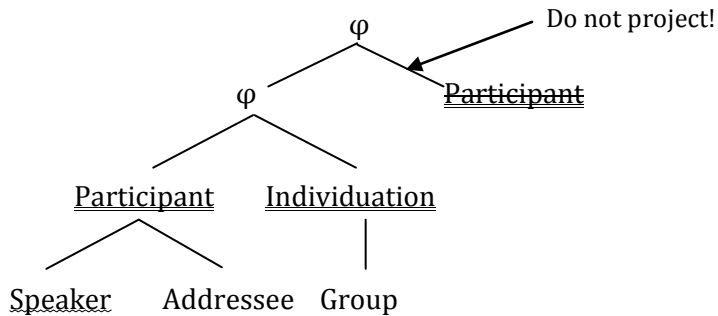 Do not project!
φ
φ
Participant
Participant Individuation
Speaker Addressee Group